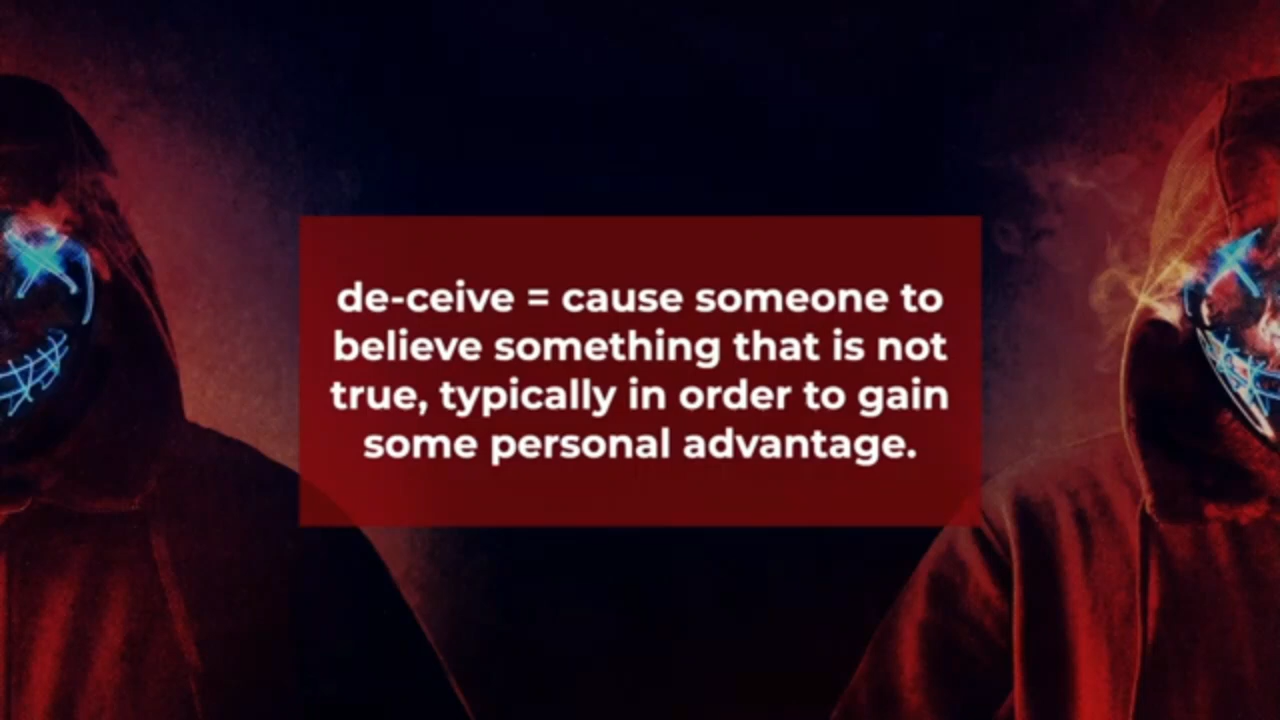 de-ceive = cause someone to
believe something that is not
true, typically in order to gain
some personal advantage.